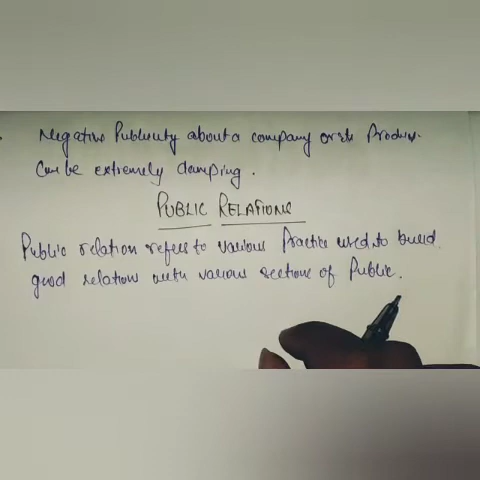 Negative Publicity about a company or its Product.
Can be extremely damping.
PUBLIC RELATIONS
Public relation refers to various Practice used to build
good relations with various sections of Public.